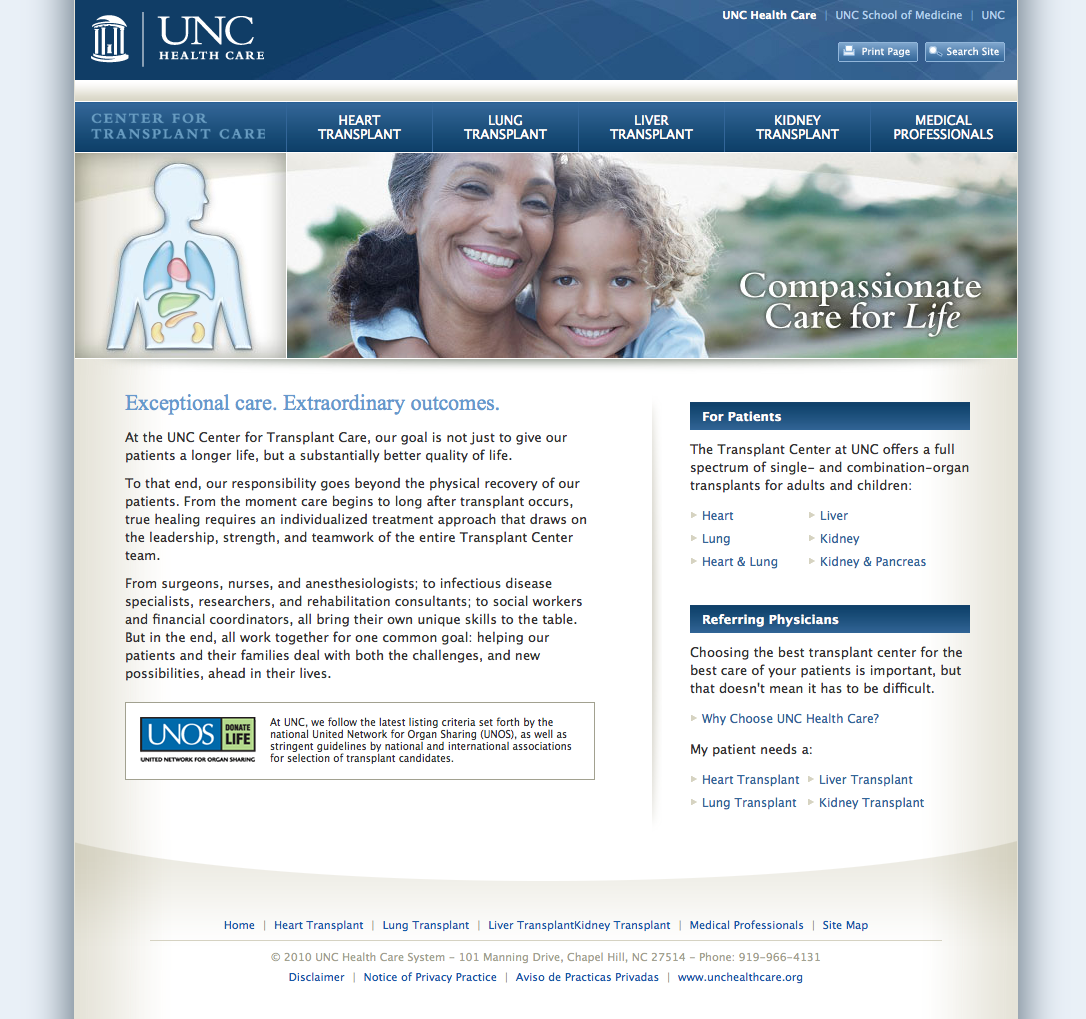 UNC
HEALTH CARE
UNC Health Care | UNC School of Medicine | UNC
Print Page
Search Site
CENTER FOR
TRANSPLANT CARE
HEART
TRANSPLANT
LUNG
TRANSPLANT
LIVER
TRANSPLANT
KIDNEY
TRANSPLANT
MEDICAL
PROFESSIONALS
Compassionate
Care for Life
Exceptional care. Extraordinary outcomes.
At the UNC Center for Transplant Care, our goal is not just to give our
patients a longer life, but a substantially better quality of life.
To that end, our responsibility goes beyond the physical recovery of our
patients. From the moment care begins to long after transplant occurs,
true healing requires an individualized treatment approach that draws on
the leadership, strength, and teamwork of the entire Transplant Center
team.
From surgeons, nurses, and anesthesiologists; to infectious disease
specialists, researchers, and rehabilitation consultants; to social workers
and financial coordinators, all bring their own unique skills to the table.
But in the end, all work together for one common goal: helping our
patients and their families deal with both the challenges, and new
possibilities, ahead in their lives.
UNOS
DONATE
LIFE
UNITED NETWORK FOR ORGAN SHARING
At UNC, we follow the latest listing criteria set forth by the
national United Network for Organ Sharing (UNOS), as well as
stringent guidelines by national and international associations
for selection of transplant candidates.
For Patients
The Transplant Center at UNC offers a full
spectrum of single- and combination-organ
transplants for adults and children:
Heart
Liver
Lung
Kidney
Heart & Lung
Kidney & Pancreas
Referring Physicians
Choosing the best transplant center for the
best care of your patients is important, but
that doesn't mean it has to be difficult.
Why Choose UNC Health Care?
My patient needs a:
Heart Transplant
Liver Transplant
Lung Transplant
Kidney Transplant
Home | Heart Transplant | Lung Transplant | Liver TransplantKidney Transplant | Medical Professionals | Site Map
© 2010 UNC Health Care System - 101 Manning Drive, Chapel Hill, NC 27514 - Phone: 919-966-4131
Disclaimer | Notice of Privacy Practice | Aviso de Practicas Privadas | www.unchealthcare.org